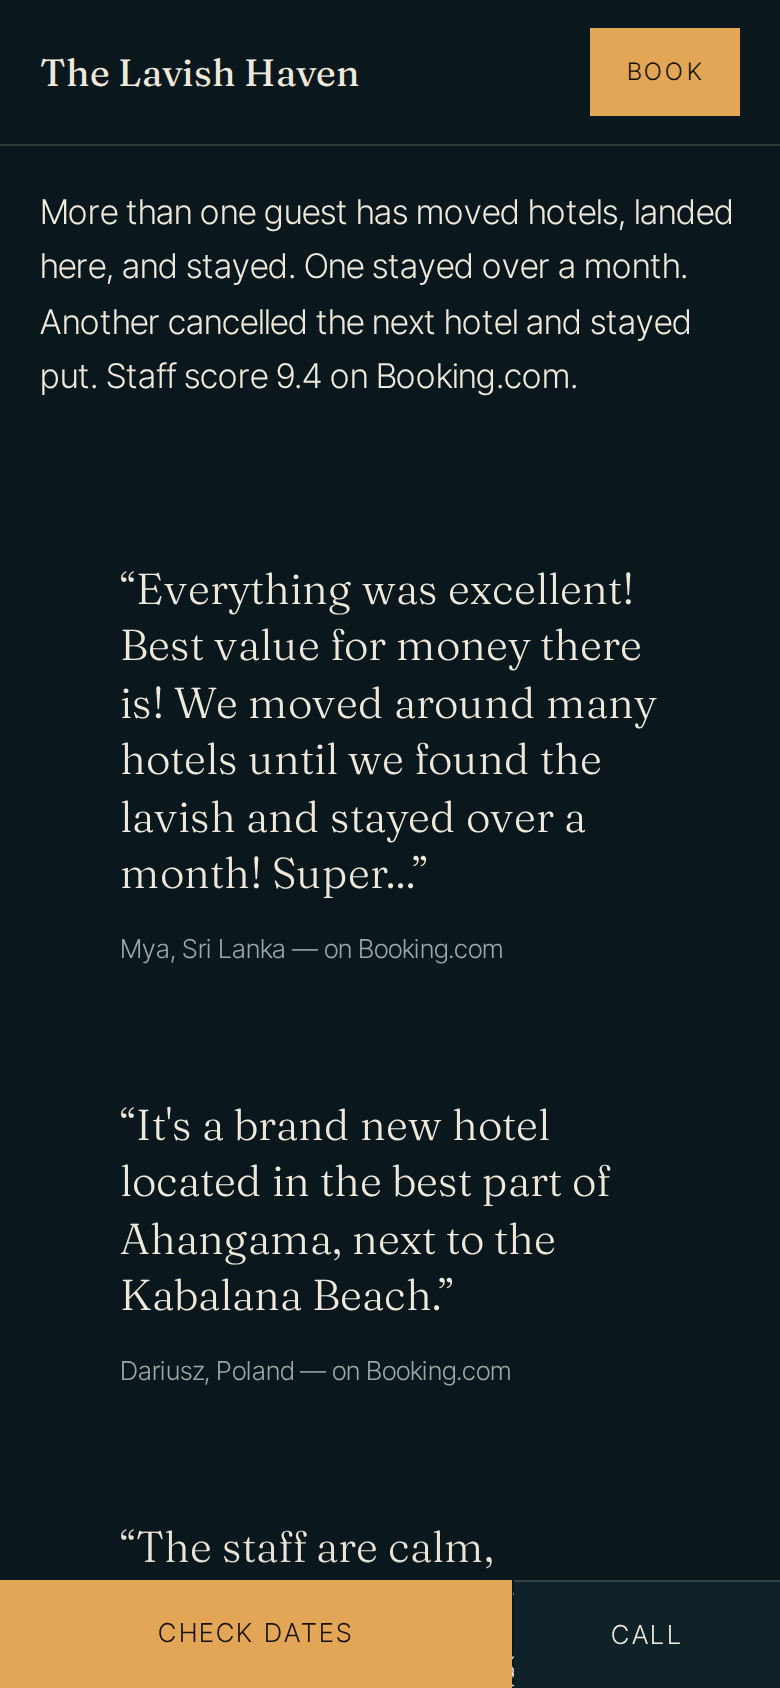 The Lavish Haven
BOOK
More than one guest has moved hotels, landed
here, and stayed. One stayed over a month.
Another cancelled the next hotel and stayed
put. Staff score 9.4 on Booking.com.
“Everything was excellent!
Best value for money there
is! We moved around many
hotels until we found the
lavish and stayed over a
month! Super...”
Mya, Sri Lanka — on Booking.com
“It's a brand new hotel
located in the best part of
Ahangama, next to the
Kabalana Beach.”
Dariusz, Poland — on Booking.com
“The staff are calm,
CHECK DATES
CALL